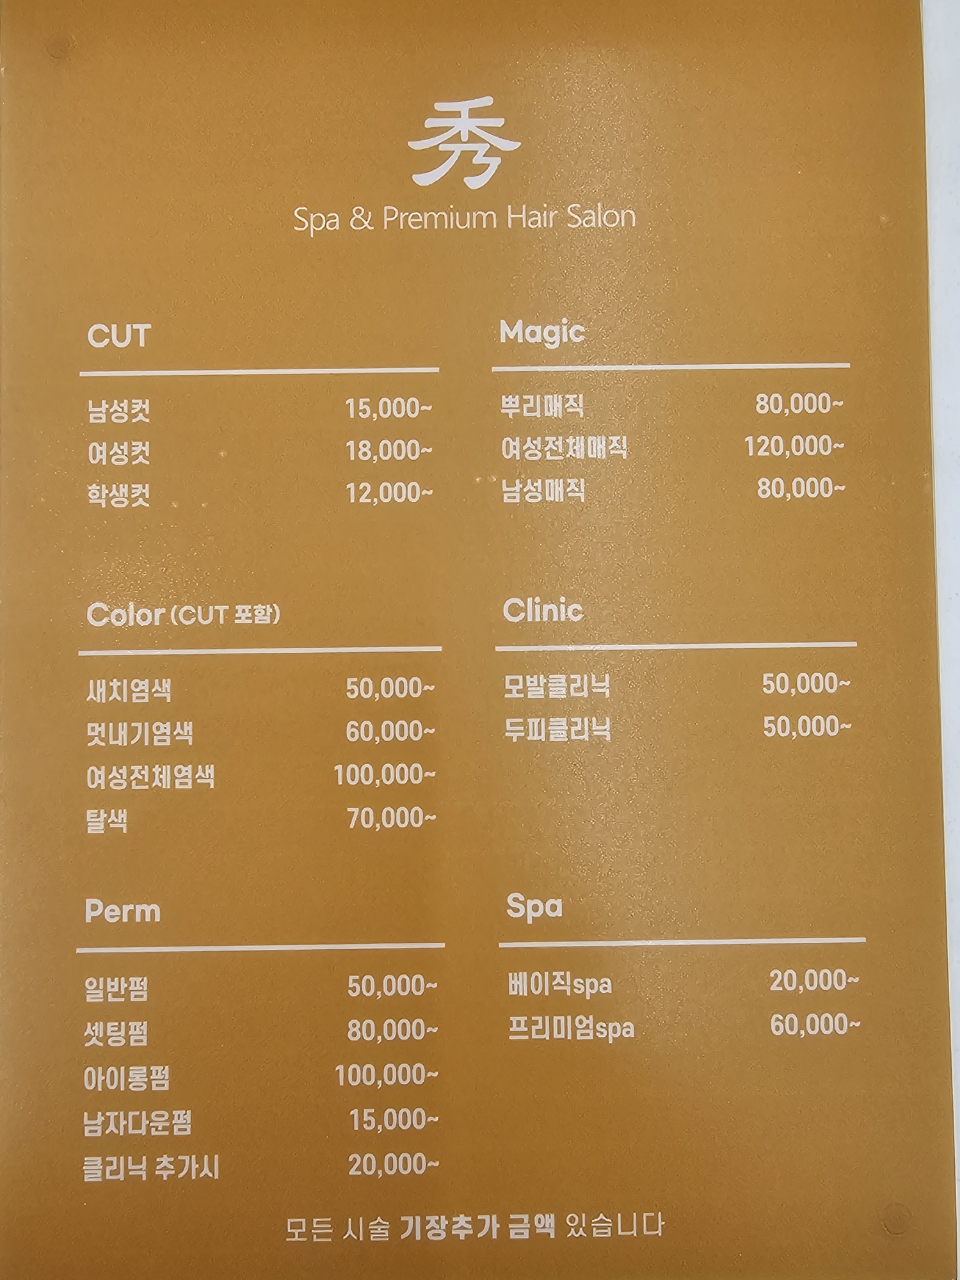 秀
Spa & Premium Hair Salon
CUT
남성컷 15,000~
여성컷 18,000~
학생컷 12,000~
Magic
뿌리매직 80,000~
여성전체매직 120,000~
남성매직 80,000~
Color (CUT 포함)
새치염색 50,000~
멋내기염색 60,000~
여성전체염색 100,000~
탈색 70,000~
Clinic
모발클리닉 50,000~
두피클리닉 50,000~
Perm
일반펌 50,000~
셋팅펌 80,000~
아이롱펌 100,000~
남자다운펌 15,000~
클리닉 추가시 20,000~
Spa
베이직spa 20,000~
프리미엄spa 60,000~
모든 시술 기장추가 금액 있습니다